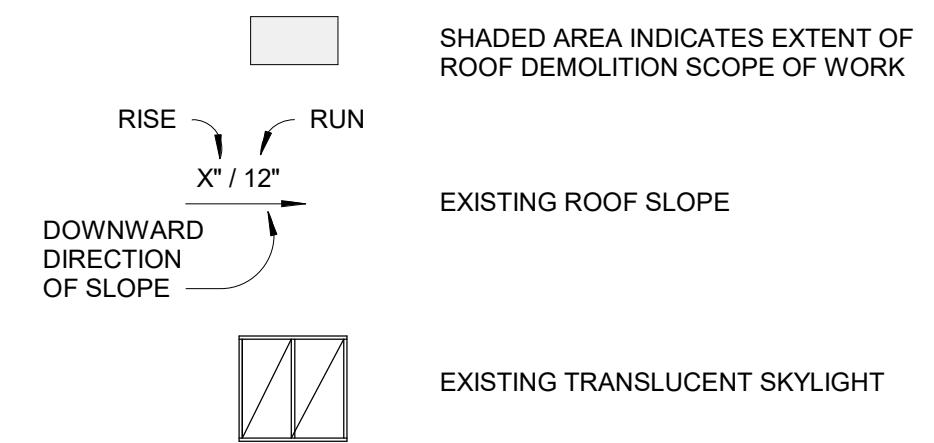 SHADED AREA INDICATES EXTENT OF
ROOF DEMOLITION SCOPE OF WORK
RISE
RUN
X" / 12"
EXISTING ROOF SLOPE
DOWNWARD
DIRECTION
OF SLOPE
EXISTING TRANSLUCENT SKYLIGHT